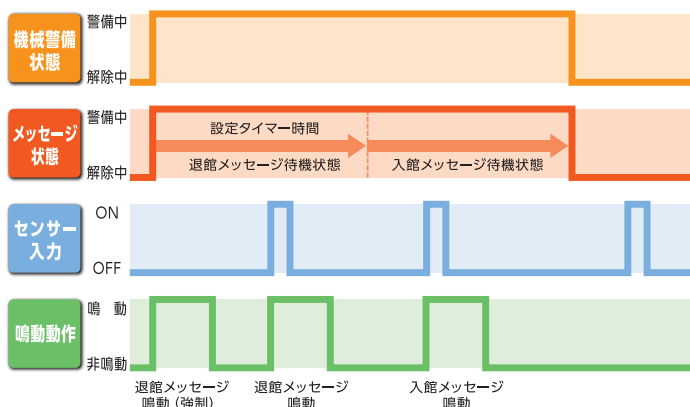 機械警備
状態
警備中
解除中
メッセージ
状態
警備中
解除中
設定タイマー時間
退館メッセージ待機状態
入館メッセージ待機状態
センサー
入力
ON
OFF
鳴動動作
鳴 動
非鳴動
退館メッセージ
鳴動(強制)
退館メッセージ
鳴動
入館メッセージ
鳴動